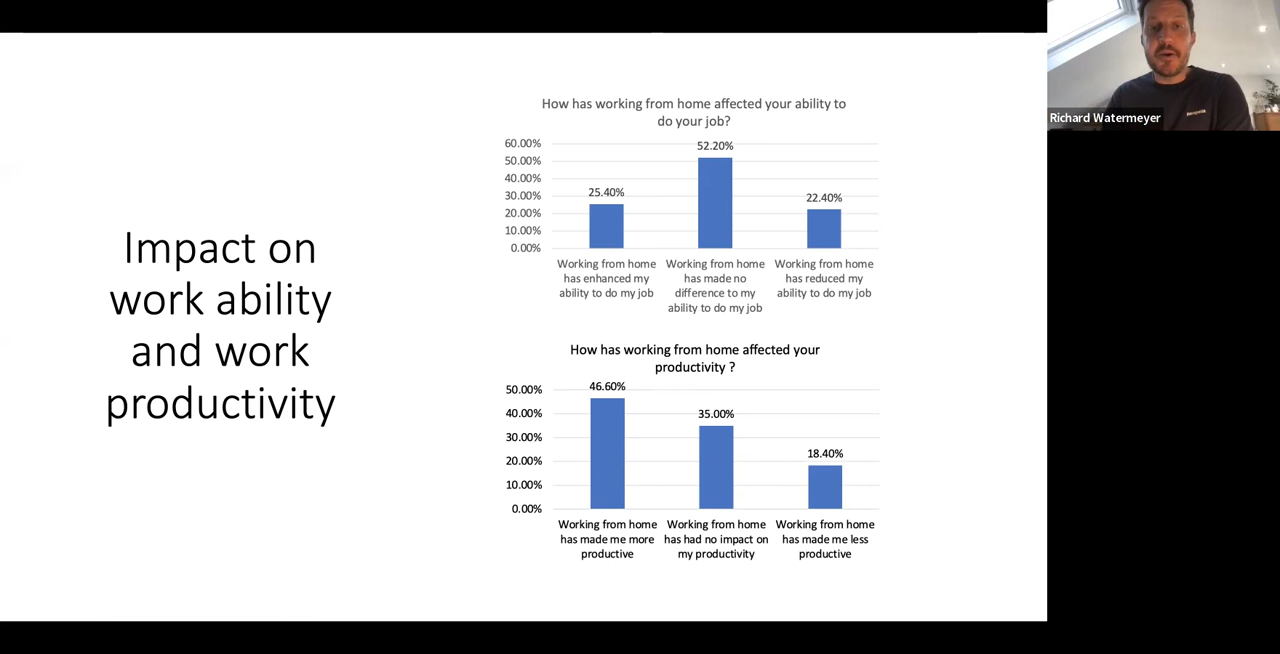 Impact on
work ability
and work
productivity
How has working from home affected your ability to
do your job?
60.00%
50.00%
40.00%
30.00%
20.00%
10.00%
0.00%
25.40%
52.20%
22.40%
Working from home
has enhanced my
ability to do my job
Working from home
has made no
difference to my
ability to do my job
Working from home
has reduced my
ability to do my job
How has working from home affected your
productivity ?
50.00%
40.00%
30.00%
20.00%
10.00%
0.00%
46.60%
35.00%
18.40%
Working from home
has made me more
productive
Working from home
has had no impact on
my productivity
Working from home
has made me less
productive
Richard Watermeyer